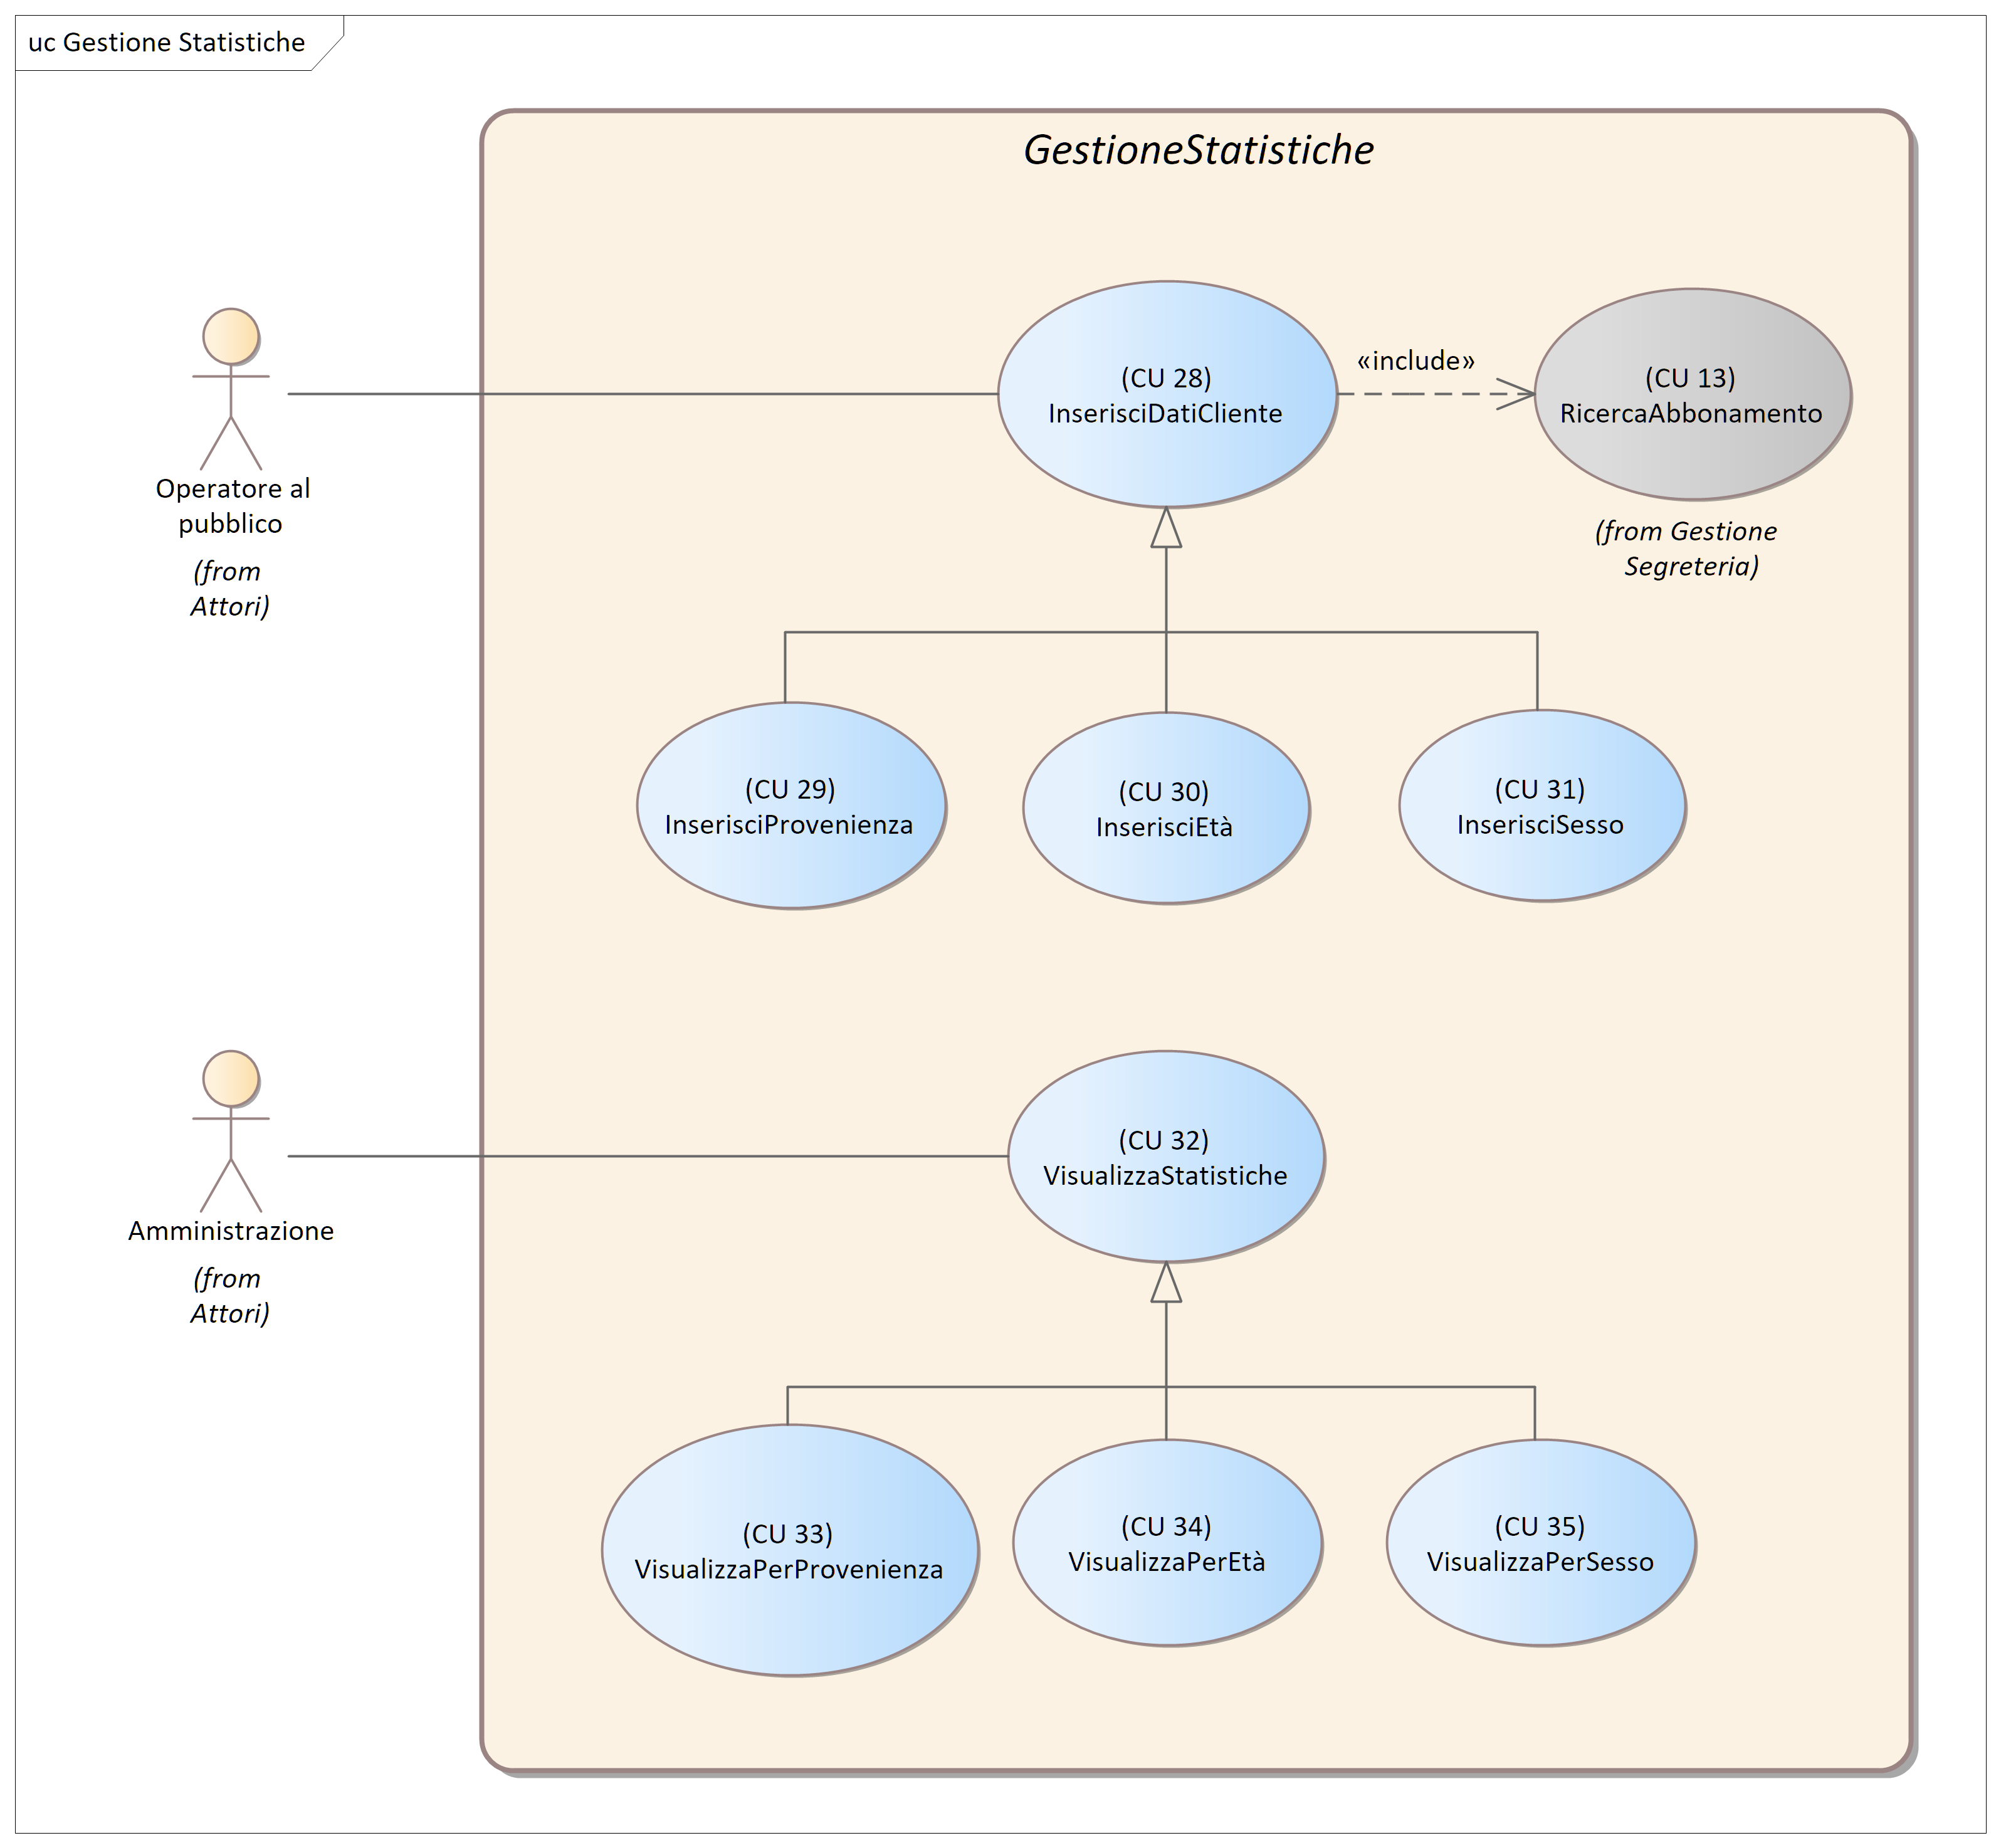 uc Gestione Statistiche
GestioneStatistiche
Operatore al
pubblico
(from
Attori)
(CU 28)
InserisciDatiCliente
«include»
(CU 13)
RicercaAbbonamento
(from Gestione
Segreteria)
(CU 29)
InserisciProvenienza
(CU 30)
InserisciEtà
(CU 31)
InserisciSesso
Amministrazione
(from
Attori)
(CU 32)
VisualizzaStatistiche
(CU 33)
VisualizzaPerProvenienza
(CU 34)
VisualizzaPerEtà
(CU 35)
VisualizzaPerSesso